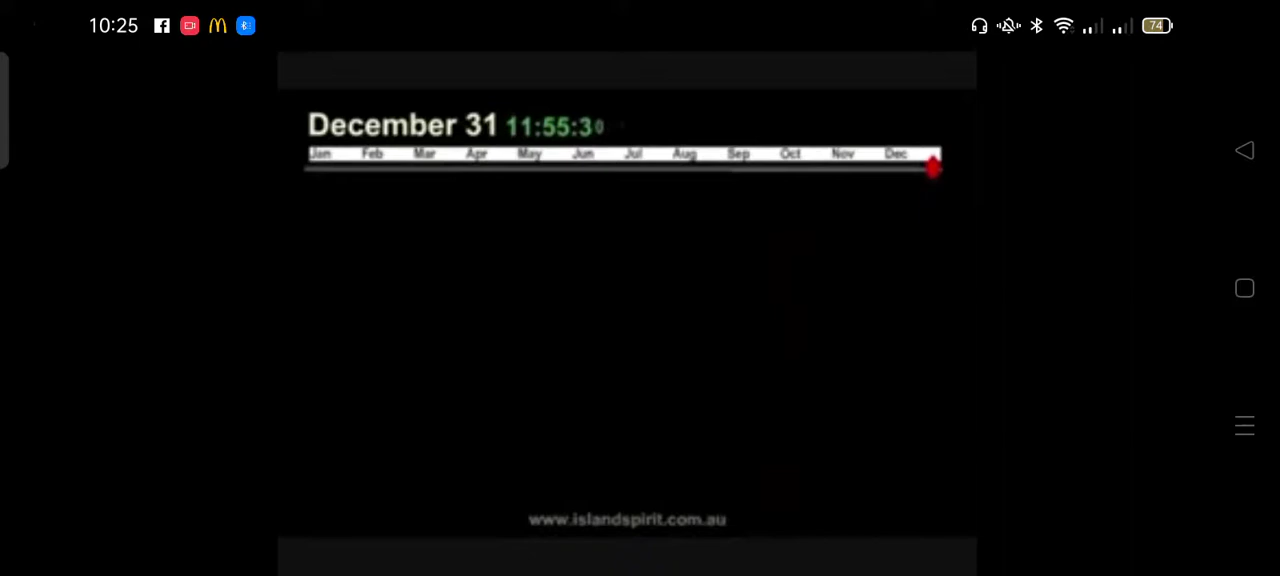 10:25
74
December 31 11:55:30
Jan Feb Mar Apr May Jun Jul Aug Sep Oct Nov Dec
www.islandspirit.com.au